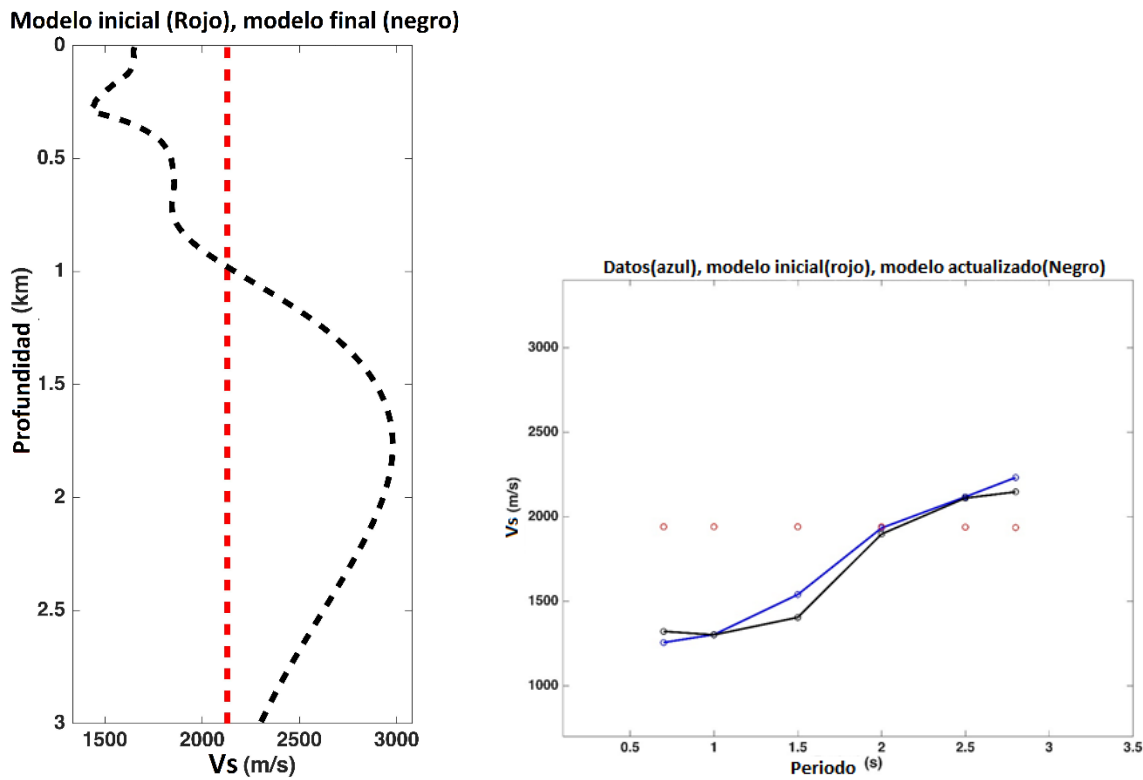 Modelo inicial (Rojo), modelo final (negro)
0
0.5
1
1.5
2
2.5
3
Profundidad (km)
1500 2000 2500 3000
Vs (m/s)
Datos(azul), modelo inicial(rojo), modelo actualizado(Negro)
3000
2500
2000
1500
1000
Vs (m/s)
0.5 1 1.5 2 2.5 3 3.5
Periodo (s)